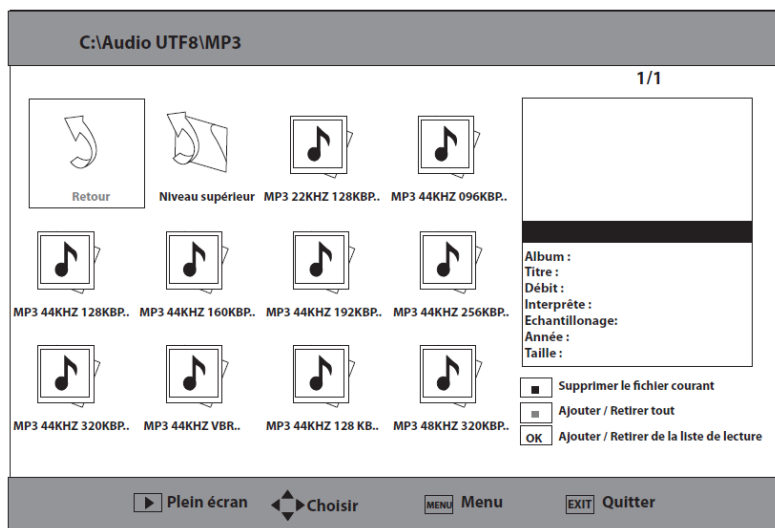 C:\Audio UTF8\MP3
1/1
Retour
Niveau supérieur
MP3 22KHZ 128KBP..
MP3 44KHZ 096KBP..
MP3 44KHZ 128KBP..
MP3 44KHZ 160KBP..
MP3 44KHZ 192KBP..
MP3 44KHZ 256KBP..
MP3 44KHZ 320KBP..
MP3 44KHZ VBR..
MP3 44KHZ 128 KB..
MP3 48KHZ 320KBP..
Album :
Titre :
Débit :
Interprête :
Echantillonage:
Année :
Taille :
Supprimer le fichier courant
Ajouter / Retirer tout
OK Ajouter / Retirer de la liste de lecture
Plein écran
Choisir
MENU Menu
EXIT Quitter